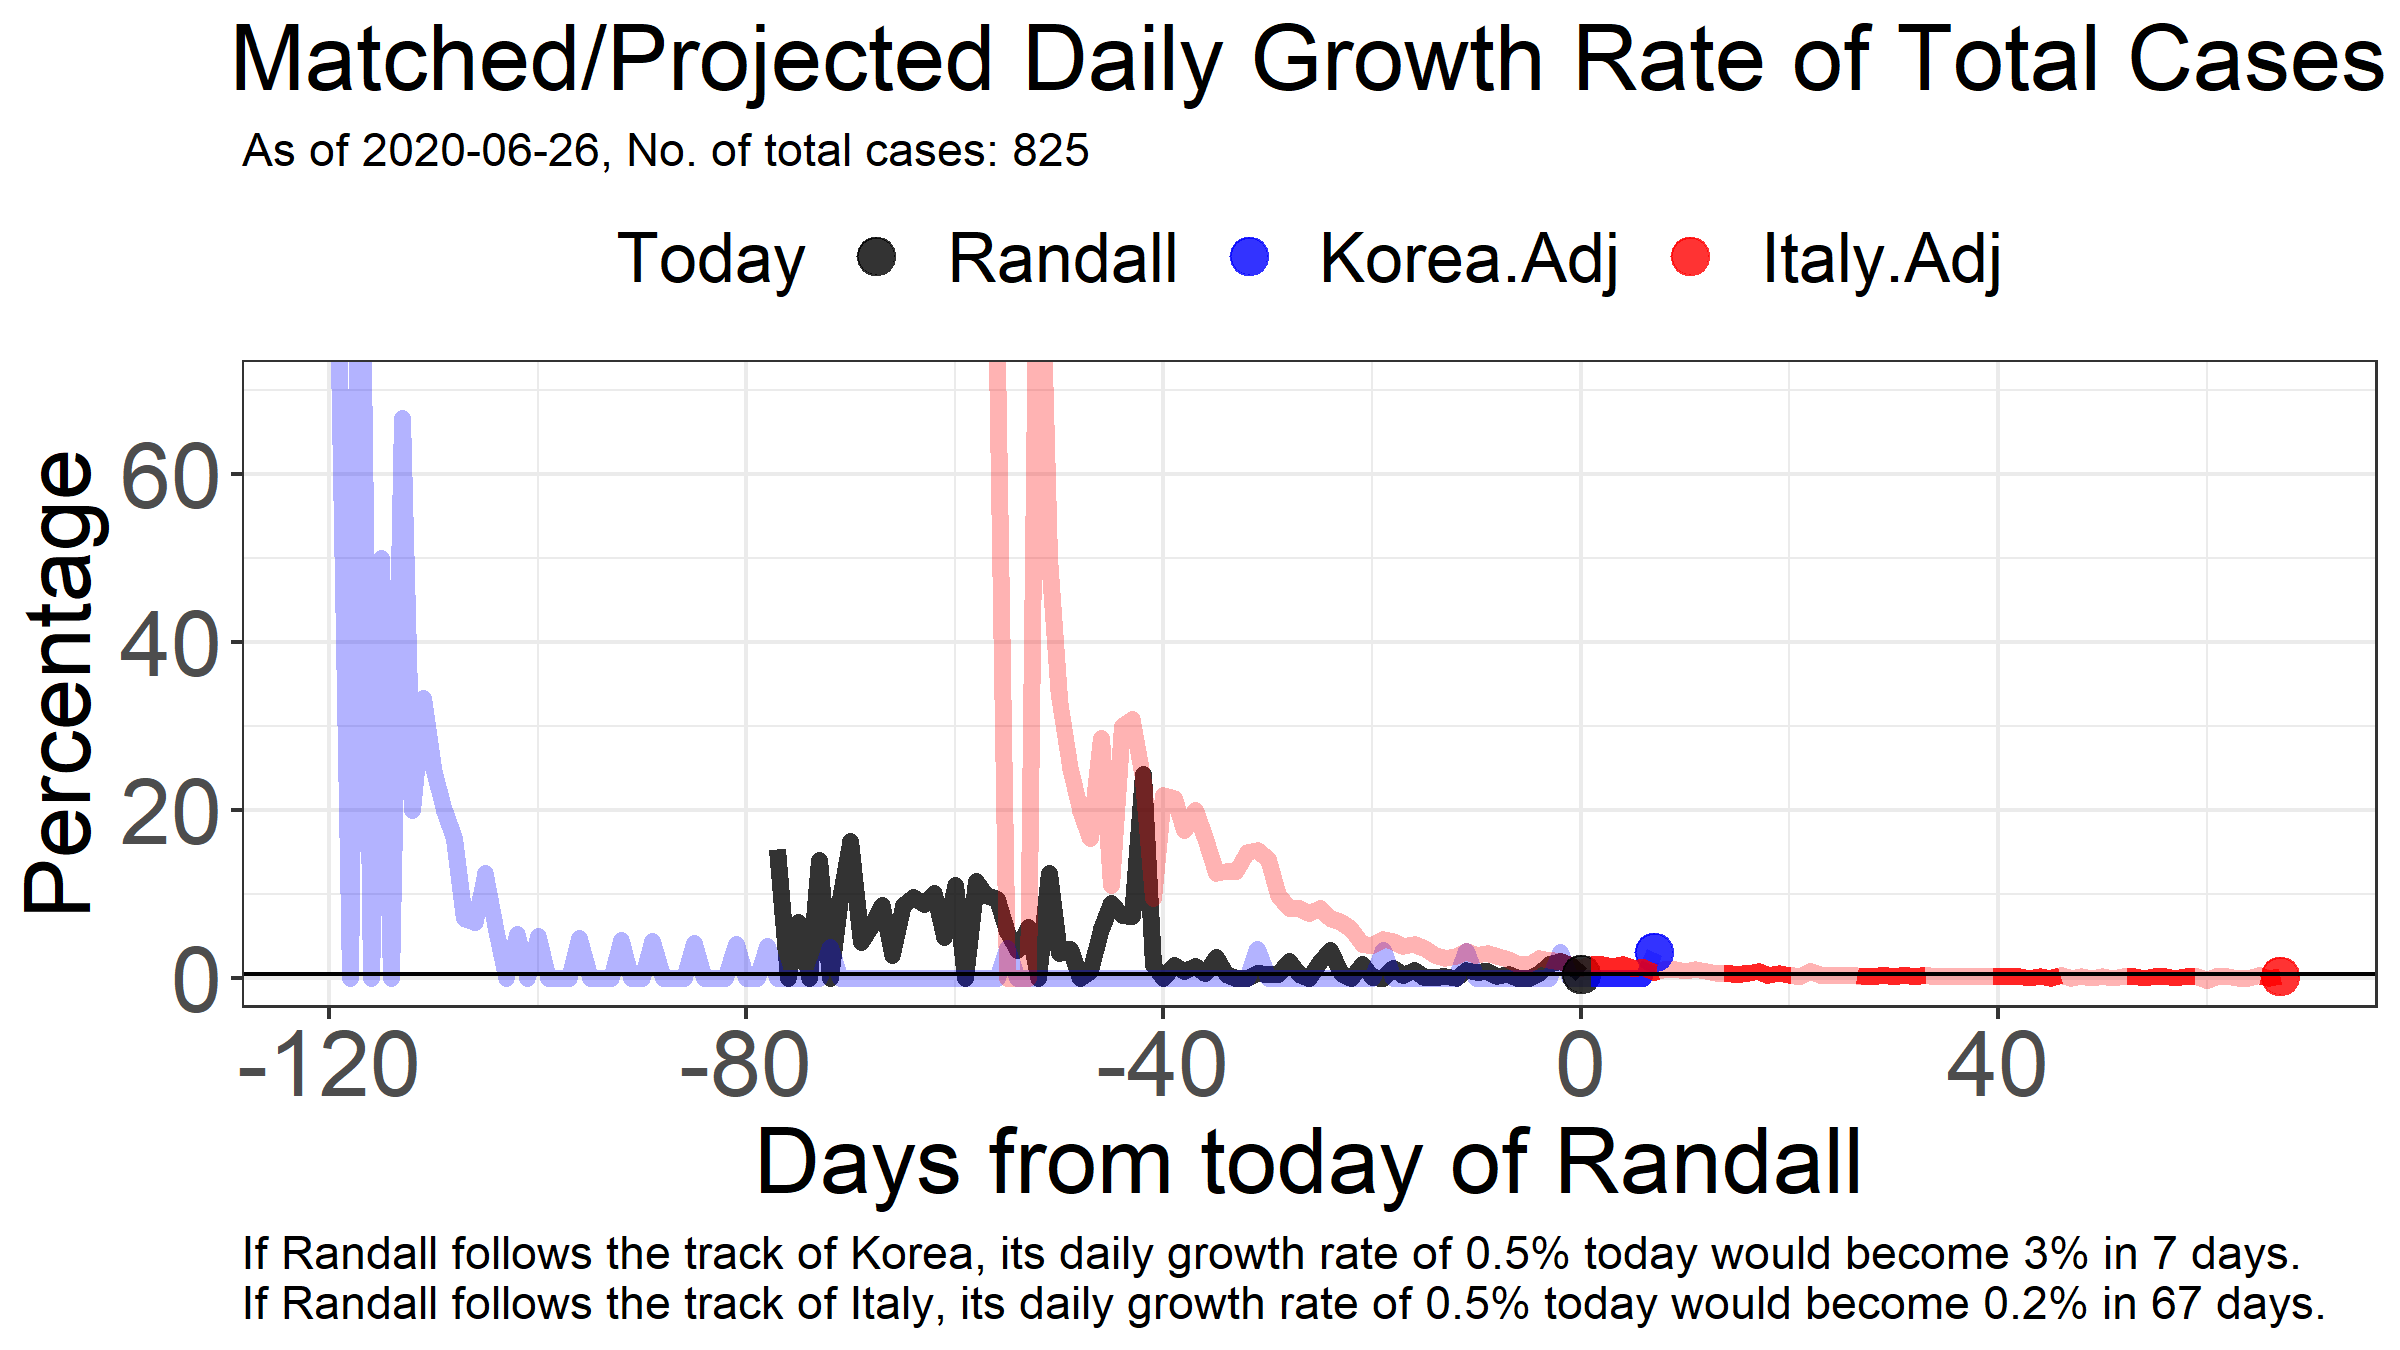 Matched/Projected Daily Growth Rate of Total Cases
As of 2020-06-26, No. of total cases: 825
Today Randall Korea.Adj Italy.Adj
Percentage
60
40
20
0
-120 -80 -40 0 40
Days from today of Randall
If Randall follows the track of Korea, its daily growth rate of 0.5% today would become 3% in 7 days.
If Randall follows the track of Italy, its daily growth rate of 0.5% today would become 0.2% in 67 days.